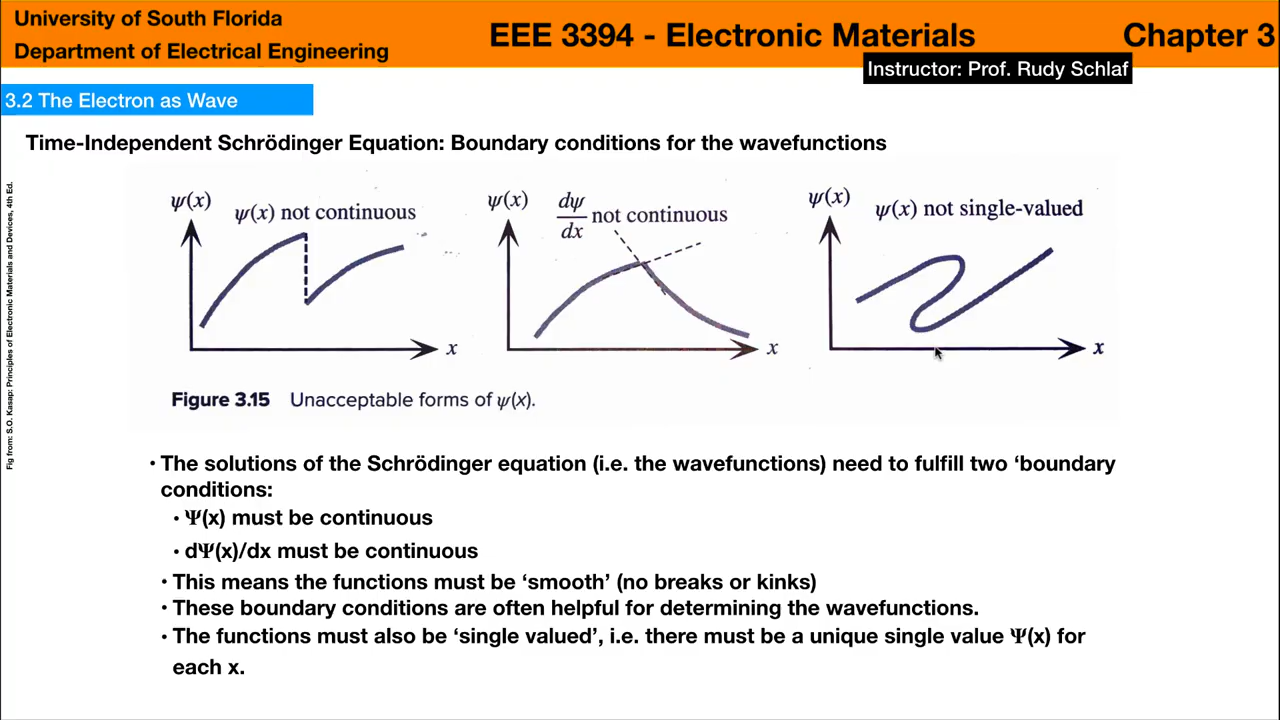 University of South Florida
Department of Electrical Engineering
EEE 3394 - Electronic Materials
Chapter 3
Instructor: Prof. Rudy Schlaf
3.2 The Electron as Wave
Time-Independent Schrödinger Equation: Boundary conditions for the wavefunctions
Fig from: S.O. Kasap: Principles of Electronic Materials and Devices, 4th Ed.
ψ(x)
ψ(x) not continuous
x
ψ(x)
dψ/dx not continuous
x
ψ(x)
ψ(x) not single-valued
x
Figure 3.15 Unacceptable forms of ψ(x).
• The solutions of the Schrödinger equation (i.e. the wavefunctions) need to fulfill two ‘boundary
conditions:
• Ψ(x) must be continuous
• dΨ(x)/dx must be continuous
• This means the functions must be ‘smooth’ (no breaks or kinks)
• These boundary conditions are often helpful for determining the wavefunctions.
• The functions must also be ‘single valued’, i.e. there must be a unique single value Ψ(x) for
each x.